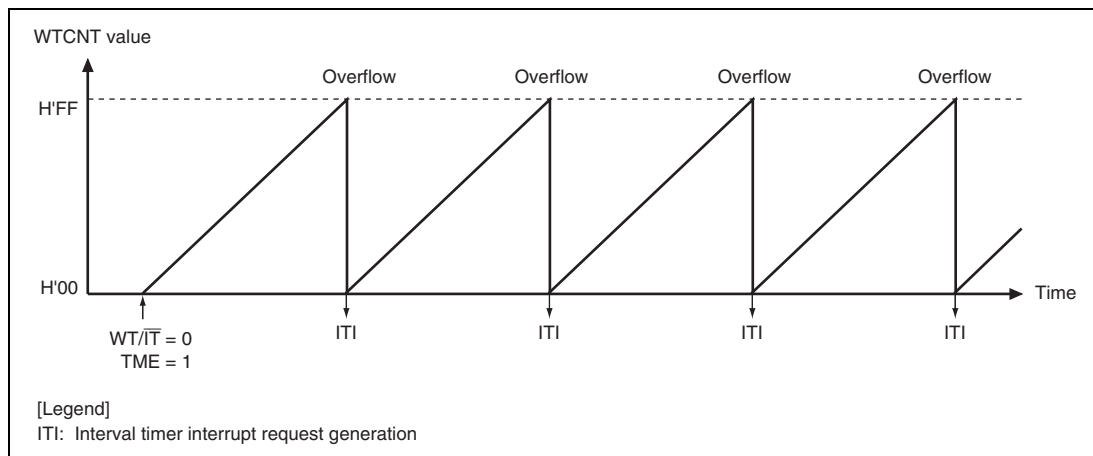 WTCNT value
Overflow Overflow Overflow Overflow
H'FF
H'00
Time
WT/I̅T̅ = 0
TME = 1
ITI ITI ITI ITI
[Legend]
ITI: Interval timer interrupt request generation